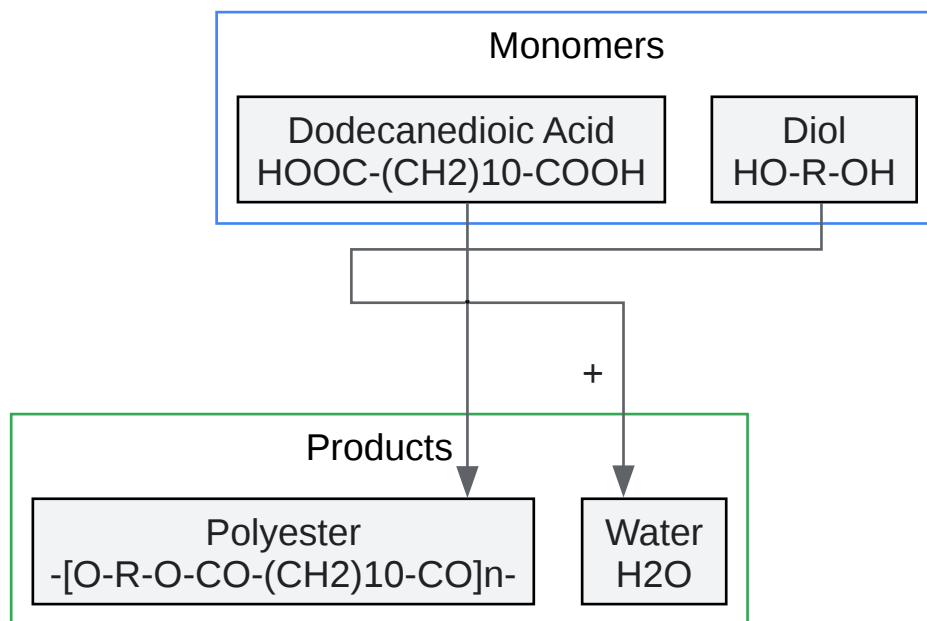 Monomers
Dodecanedioic Acid
HOOC-(CH2)10-COOH
Diol
HO-R-OH
+
Products
Polyester
-[O-R-O-CO-(CH2)10-CO]n-
Water
H2O